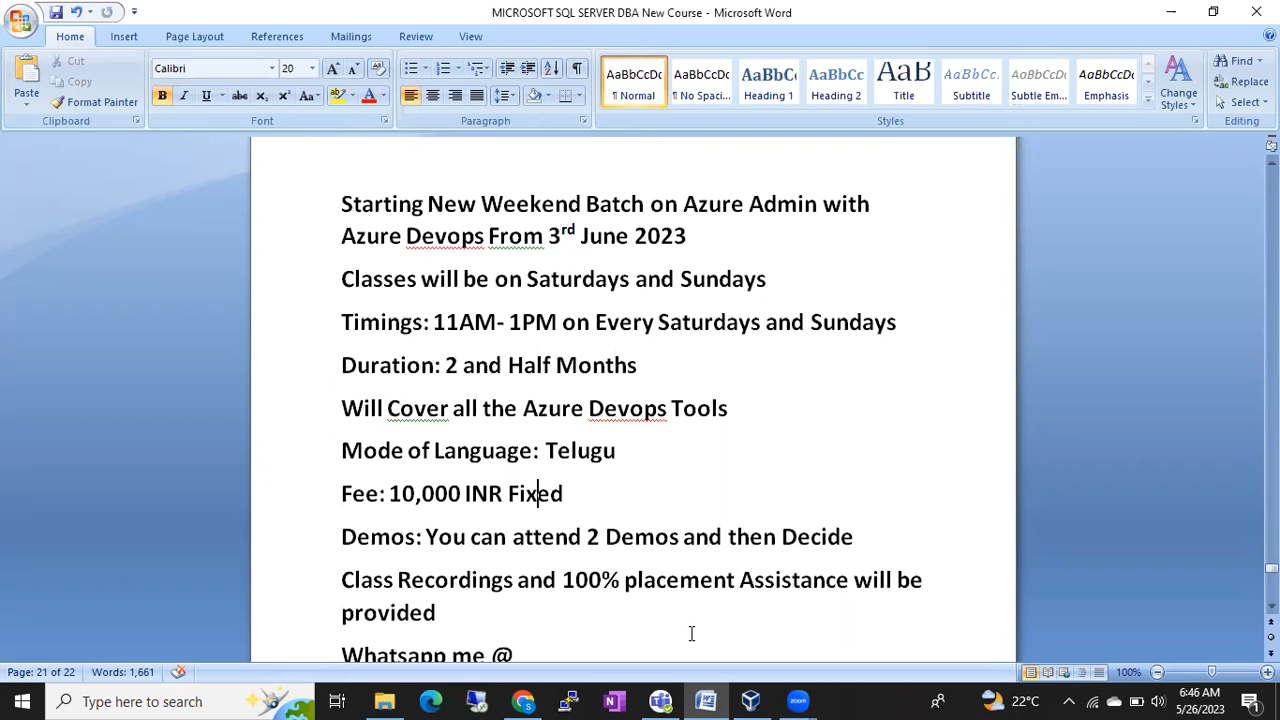 MICROSOFT SQL SERVER DBA New Course - Microsoft Word
Home Insert Page Layout References Mailings Review View
Paste
Cut
Copy
Format Painter
Clipboard
Calibri 20
B I U abc x₂ x² Aa
Font
Paragraph
AaBbCcDc AaBbCcDc AaBbC AaBbCc AaB AaBbCcL AaBbCcDc AaBbCcDc
¶ Normal ¶ No Spaci... Heading 1 Heading 2 Title Subtitle Subtle Em... Emphasis
Change Styles
Styles
Find
Replace
Select
Editing
Starting New Weekend Batch on Azure Admin with
Azure Devops From 3rd June 2023
Classes will be on Saturdays and Sundays
Timings: 11AM- 1PM on Every Saturdays and Sundays
Duration: 2 and Half Months
Will Cover all the Azure Devops Tools
Mode of Language: Telugu
Fee: 10,000 INR Fixed
Demos: You can attend 2 Demos and then Decide
Class Recordings and 100% placement Assistance will be
provided
Whatsapp me @
Page: 21 of 22 Words: 1,661 100%
Type here to search
22°C
6:46 AM
5/26/2023